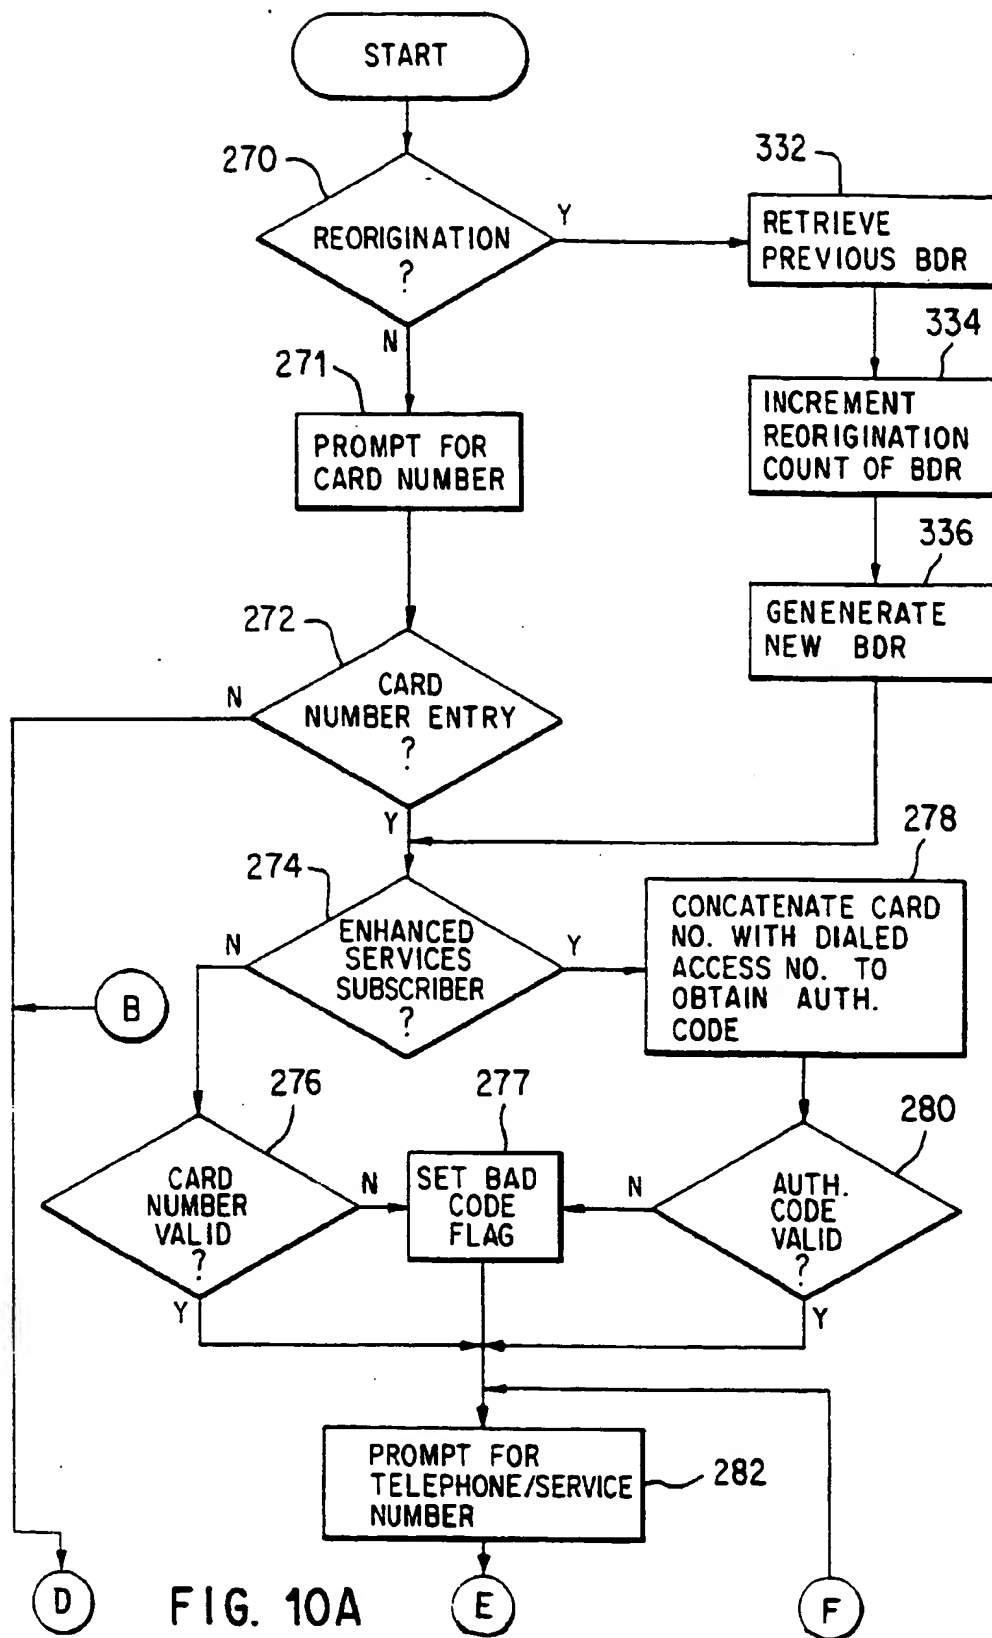 START
270
REORIGINATION
?
Y
N
332
RETRIEVE
PREVIOUS BDR
334
INCREMENT
REORIGINATION
COUNT OF BDR
271
PROMPT FOR
CARD NUMBER
336
GENENERATE
NEW BDR
272
CARD
NUMBER ENTRY
?
N
Y
274
ENHANCED
SERVICES
SUBSCRIBER
?
N
Y
278
CONCATENATE CARD
NO. WITH DIALED
ACCESS NO. TO
OBTAIN AUTH.
CODE
B
276
CARD
NUMBER
VALID
?
N
Y
277
SET BAD
CODE
FLAG
280
AUTH.
CODE
VALID
?
N
Y
PROMPT FOR
TELEPHONE/SERVICE
NUMBER
282
D
FIG. 10A
E
F